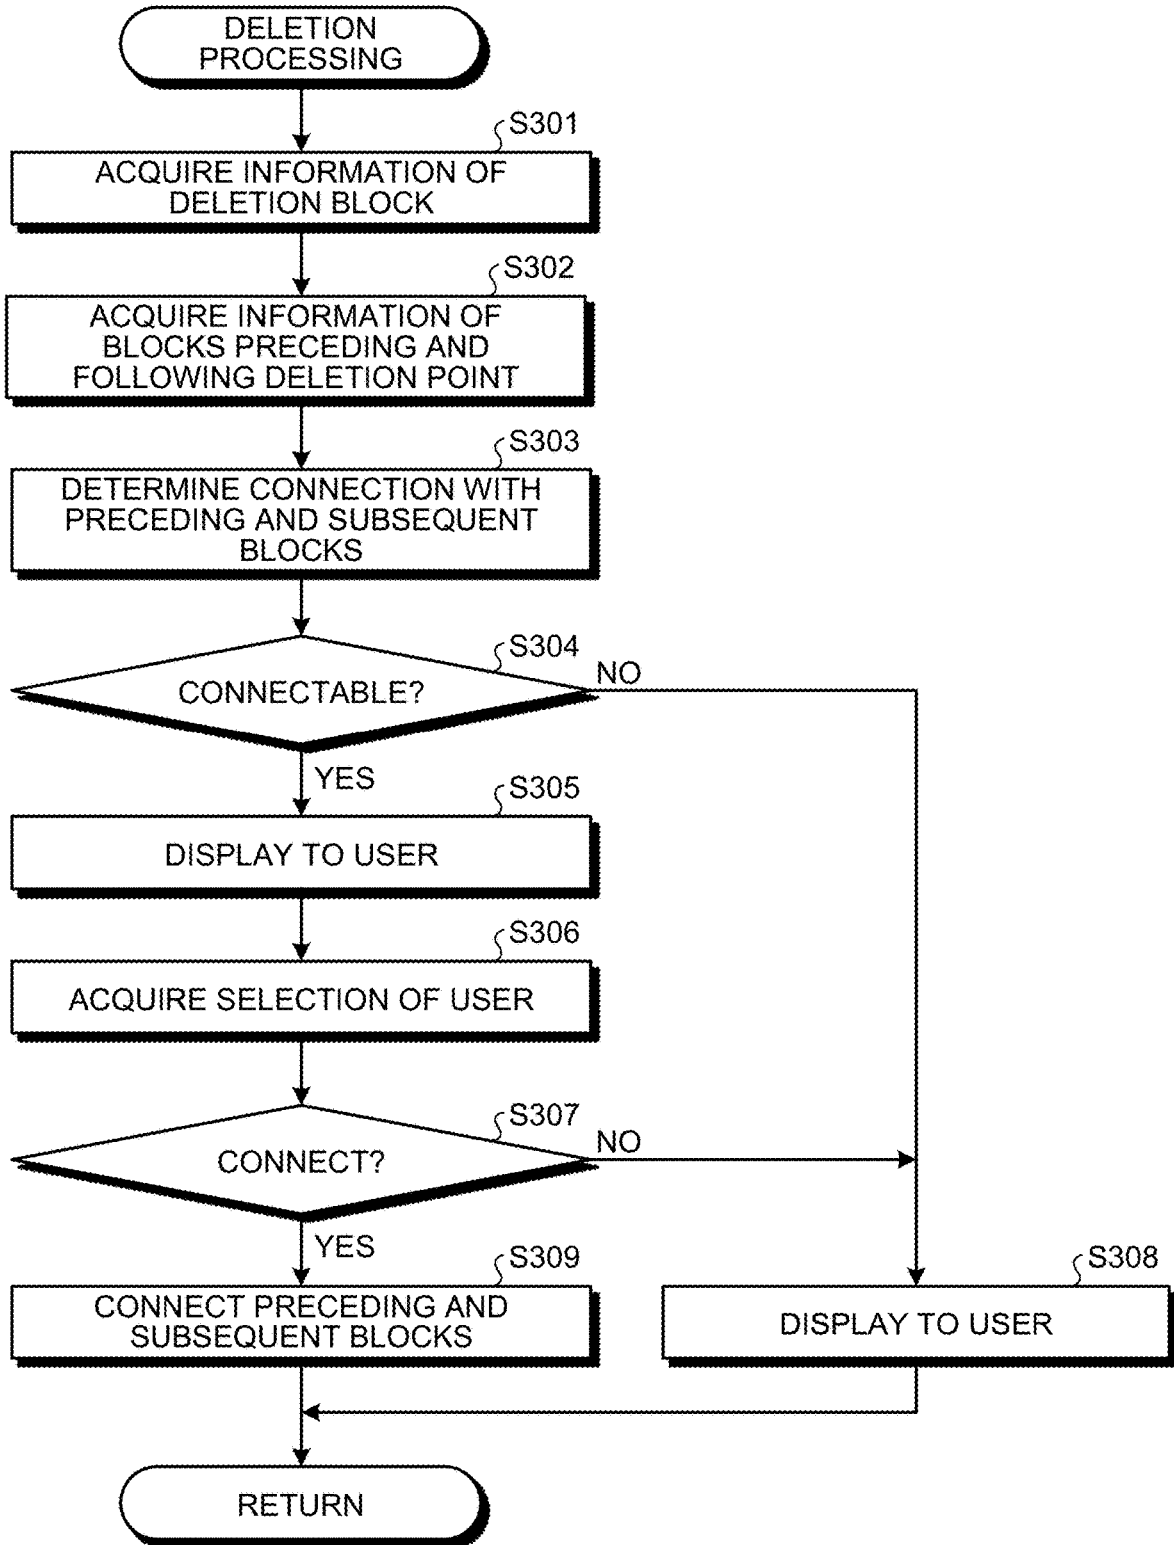 DELETION
PROCESSING
S301
ACQUIRE INFORMATION OF
DELETION BLOCK
S302
ACQUIRE INFORMATION OF
BLOCKS PRECEDING AND
FOLLOWING DELETION POINT
S303
DETERMINE CONNECTION WITH
PRECEDING AND SUBSEQUENT
BLOCKS
S304
CONNECTABLE?
NO
YES
S305
DISPLAY TO USER
S306
ACQUIRE SELECTION OF USER
S307
CONNECT?
NO
YES
S309
CONNECT PRECEDING AND
SUBSEQUENT BLOCKS
S308
DISPLAY TO USER
RETURN